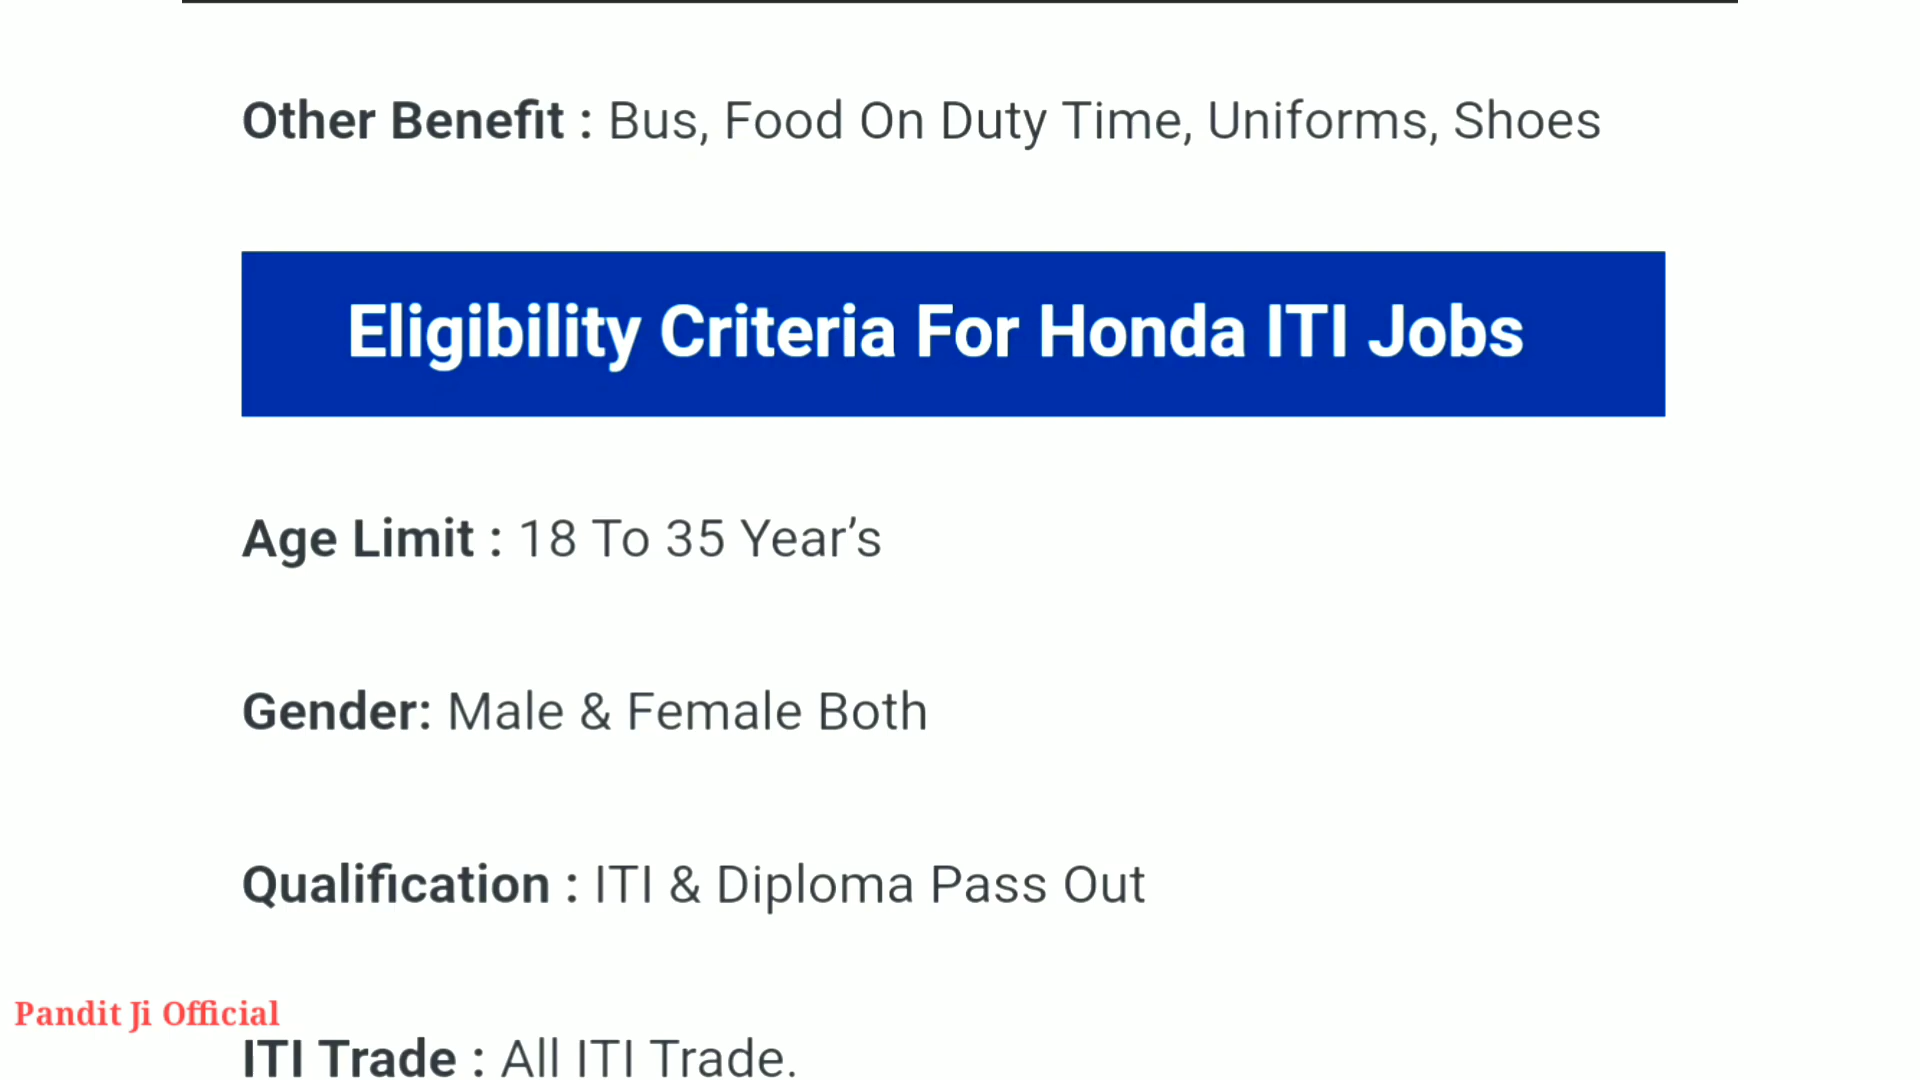 Other Benefit : Bus, Food On Duty Time, Uniforms, Shoes
Eligibility Criteria For Honda ITI Jobs
Age Limit : 18 To 35 Year’s
Gender: Male & Female Both
Qualification : ITI & Diploma Pass Out
Pandit Ji Official
ITI Trade : All ITI Trade.